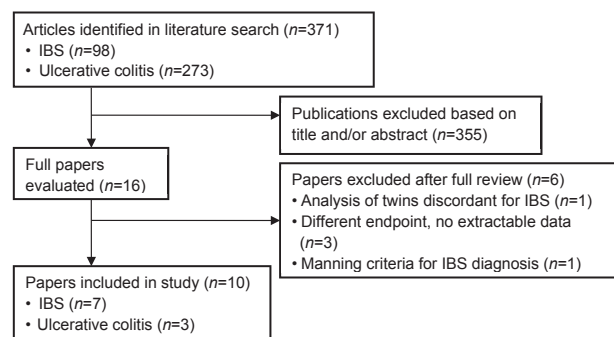 Articles identified in literature search (n=371)
• IBS (n=98)
• Ulcerative colitis (n=273)
Publications excluded based on
title and/or abstract (n=355)
Full papers
evaluated (n=16)
Papers excluded after full review (n=6)
• Analysis of twins discordant for IBS (n=1)
• Different endpoint, no extractable data
(n=3)
• Manning criteria for IBS diagnosis (n=1)
Papers included in study (n=10)
• IBS (n=7)
• Ulcerative colitis (n=3)